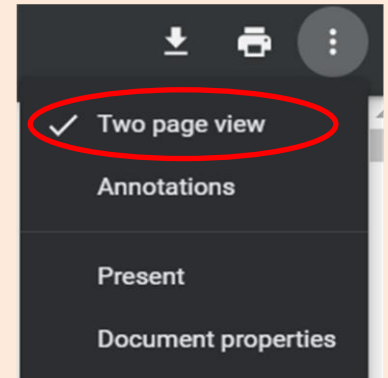 Two page view
Annotations
Present
Document properties